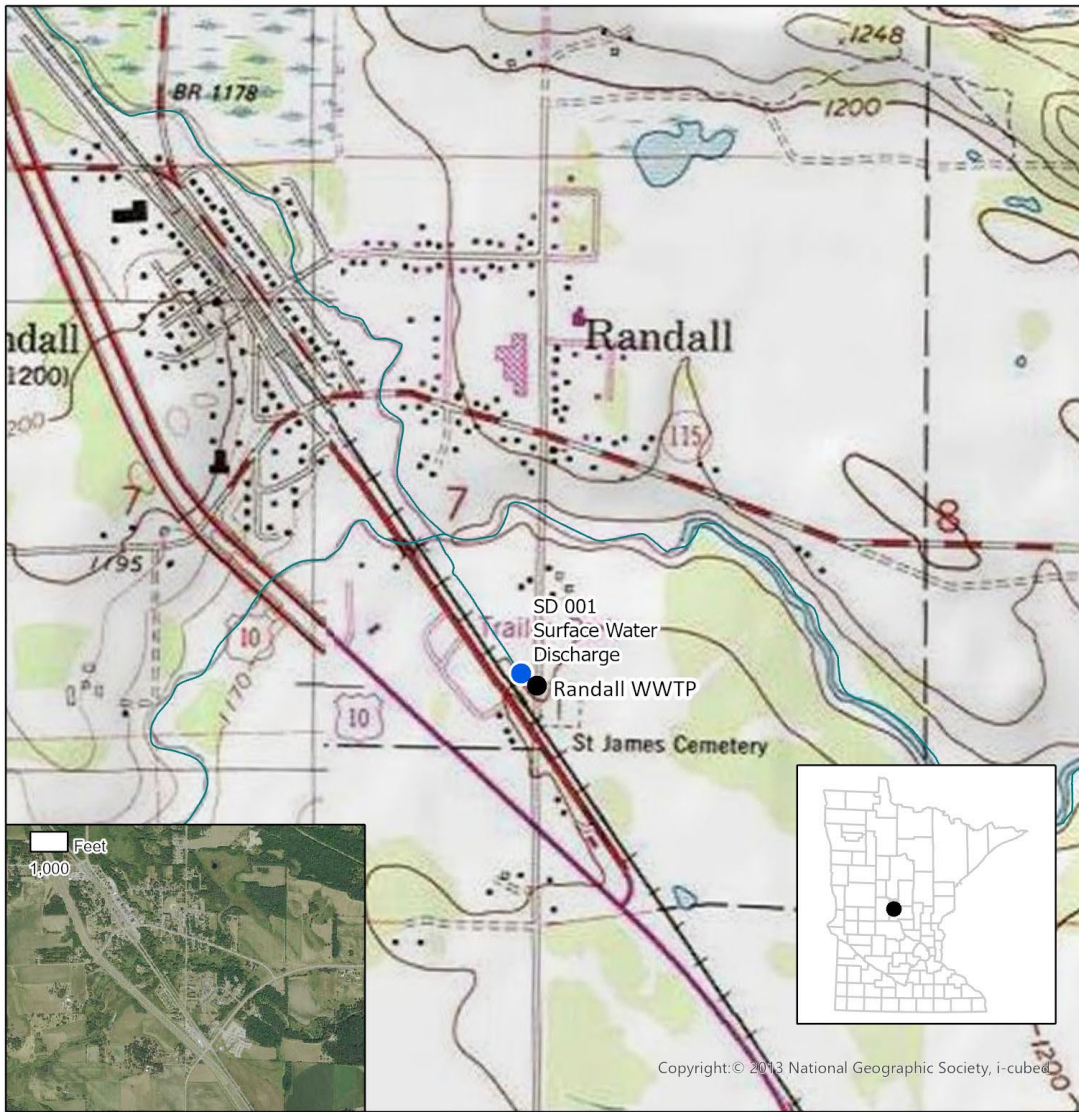 1248
BR 1178
1200
Randall
ndall
1200)
200
115
7
7
8
1195
SD 001
Surface Water
Discharge
Trail
10
Randall WWTP
1170
10
St James Cemetery
Feet
1,000
1200
Copyright:© 2013 National Geographic Society, i-cubed